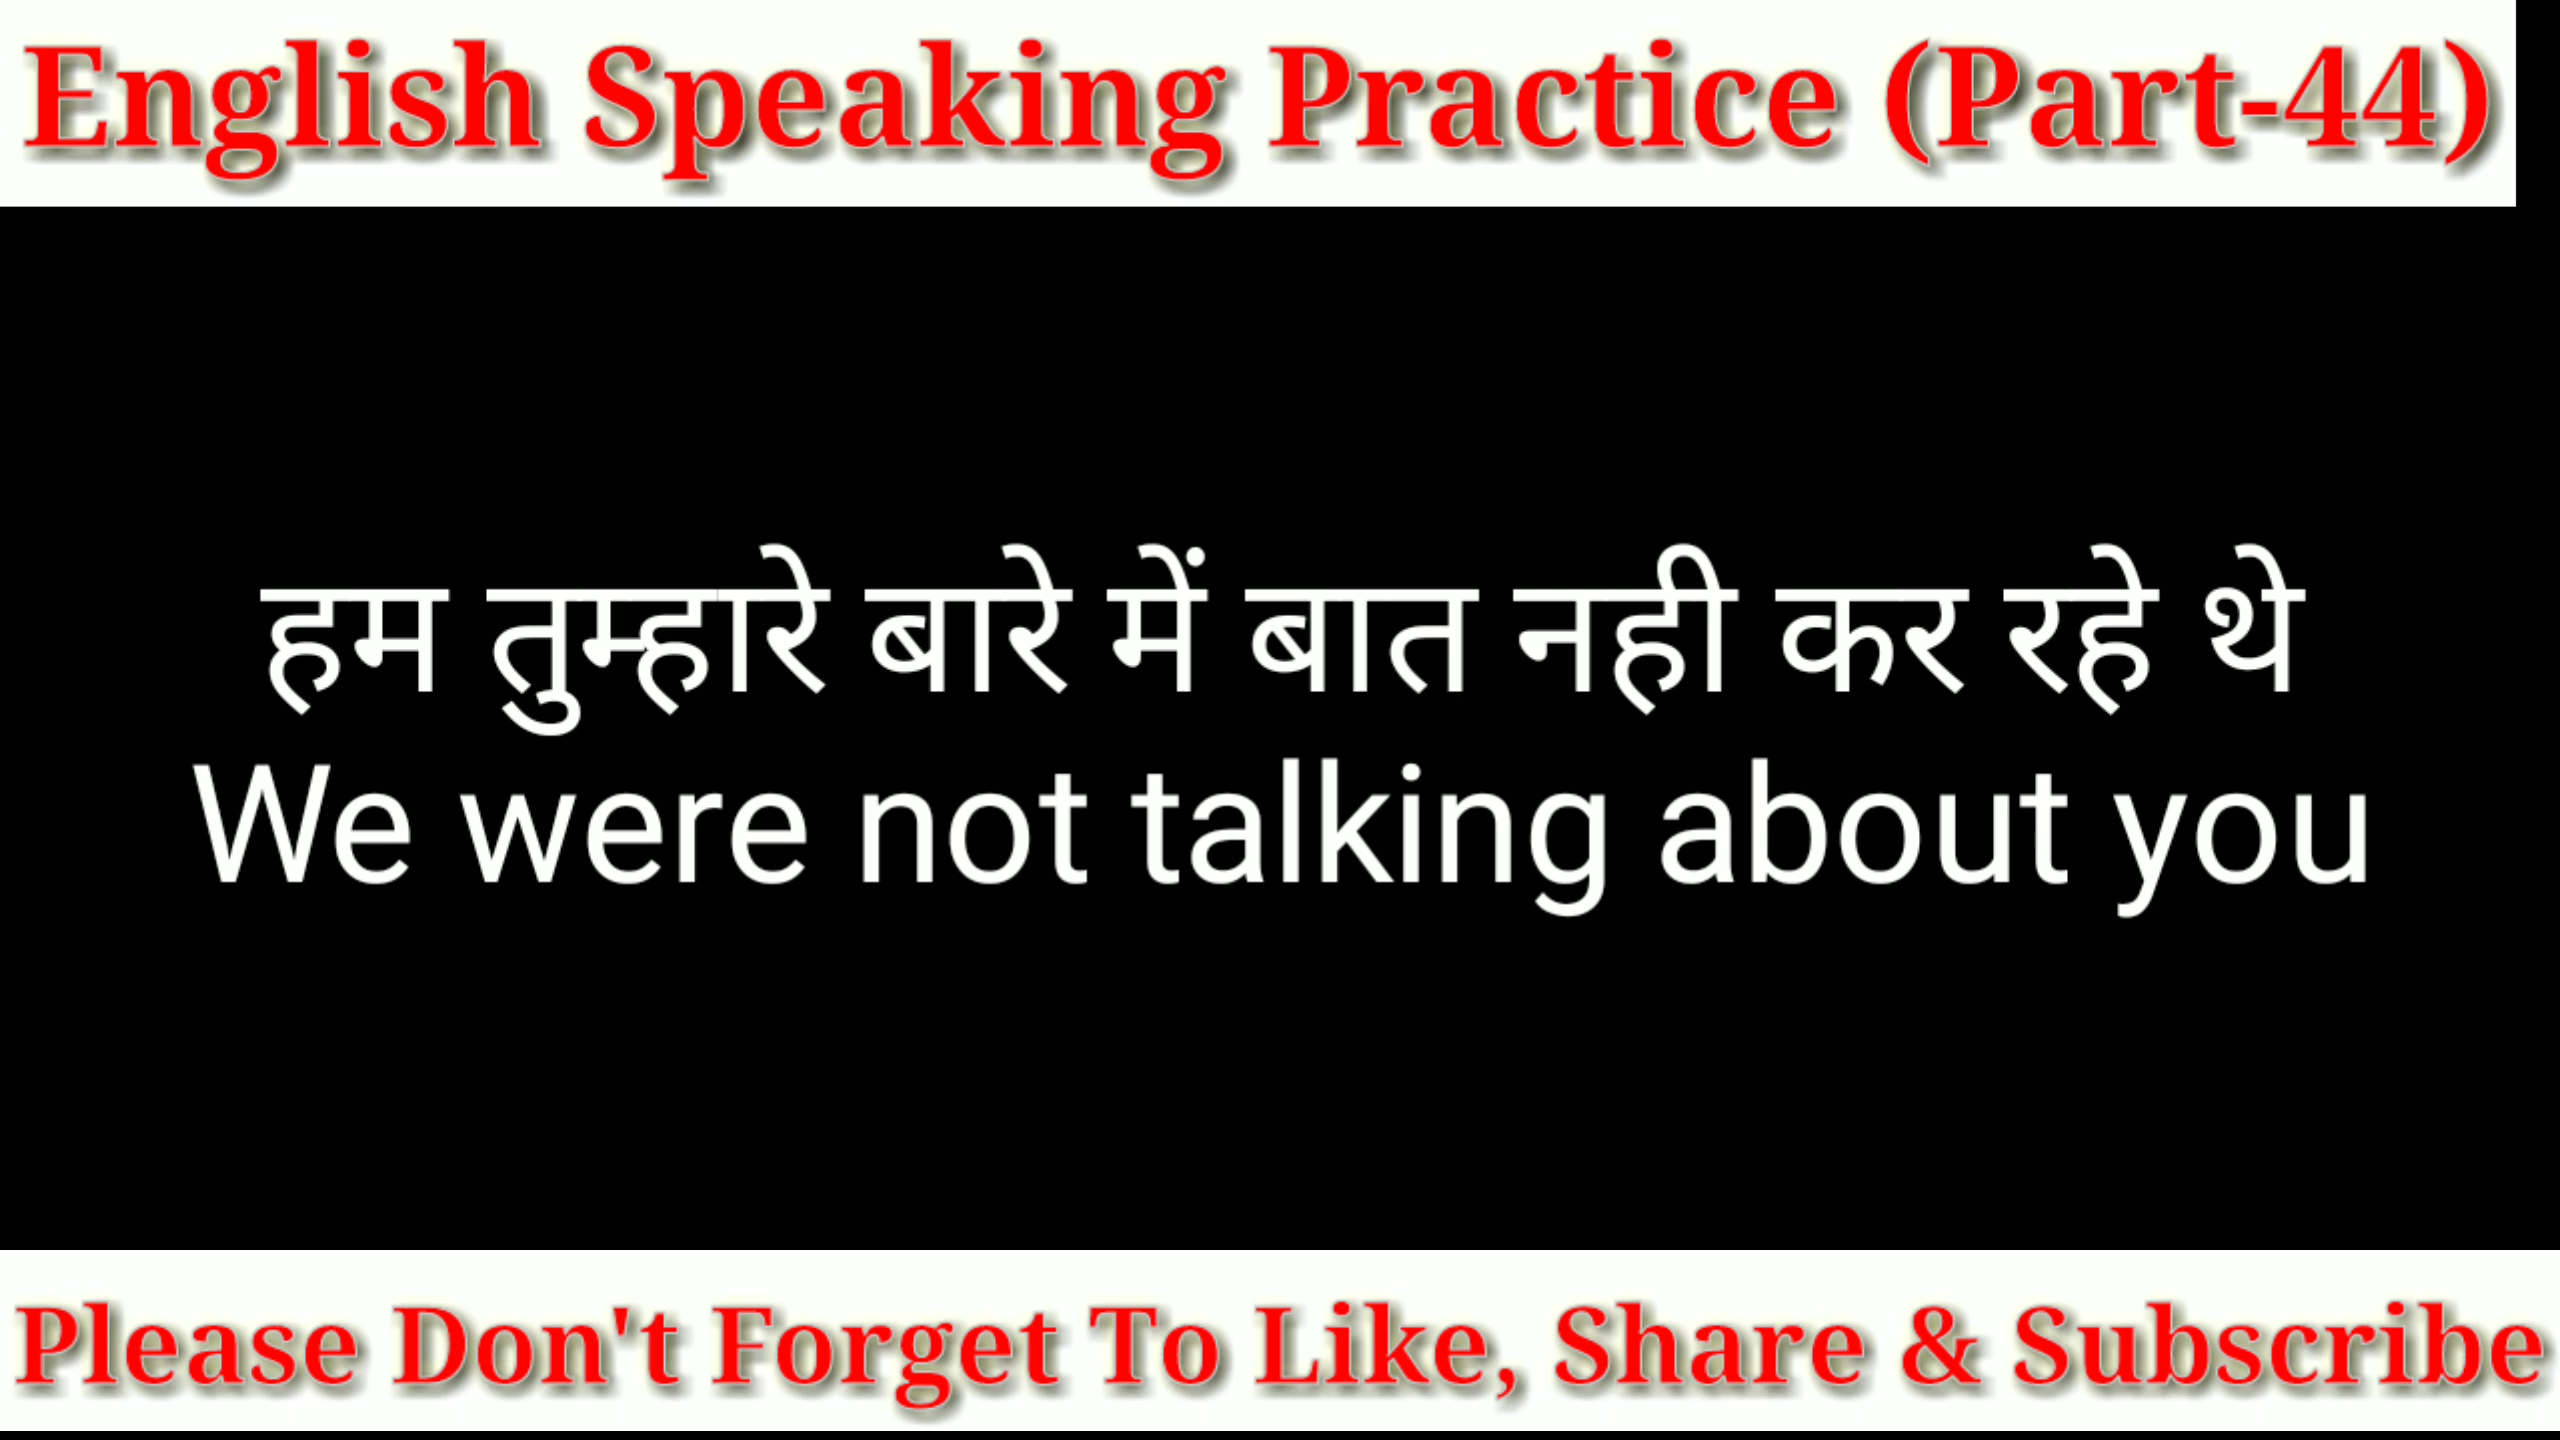 English Speaking Practice (Part-44)
हम तुम्हारे बारे में बात नही कर रहे थे
We were not talking about you
Please Don't Forget To Like, Share & Subscribe